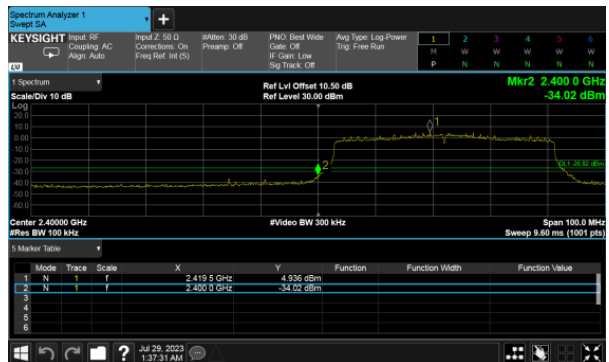 Spectrum Analyzer 1
Swept SA
+
KEYSIGHT Input: RF Input Z: 50 Ω #Atten: 30 dB PNO: Best Wide Avg Type: Log-Power 1 2 3 4 5 6
Coupling: AC Corrections: On Preamp: Off Gate: Off Trig: Free Run M W W W W W
Align: Auto Freq Ref: Int (S) IF Gain: Low P N N N N N
Sig Track: Off
LXI
1 Spectrum Ref Lvl Offset 10.50 dB Mkr2 2.400 0 GHz
Scale/Div 10 dB Ref Level 30.00 dBm -34.02 dBm
Log
20.0
10.0
0.00
-10.0
-20.0
-30.0
-40.0
-50.0
-60.0
1
2
DL1 -26.82 dBm
Center 2.40000 GHz #Video BW 300 kHz Span 100.0 MHz
#Res BW 100 kHz Sweep 9.60 ms (1001 pts)
5 Marker Table
Mode Trace Scale X Y Function Function Width Function Value
1 N 1 f 2.419 5 GHz 4.936 dBm
2 N 1 f 2.400 0 GHz -34.02 dBm
3
4
5
6
? Jul 29, 2023
1:37:31 AM